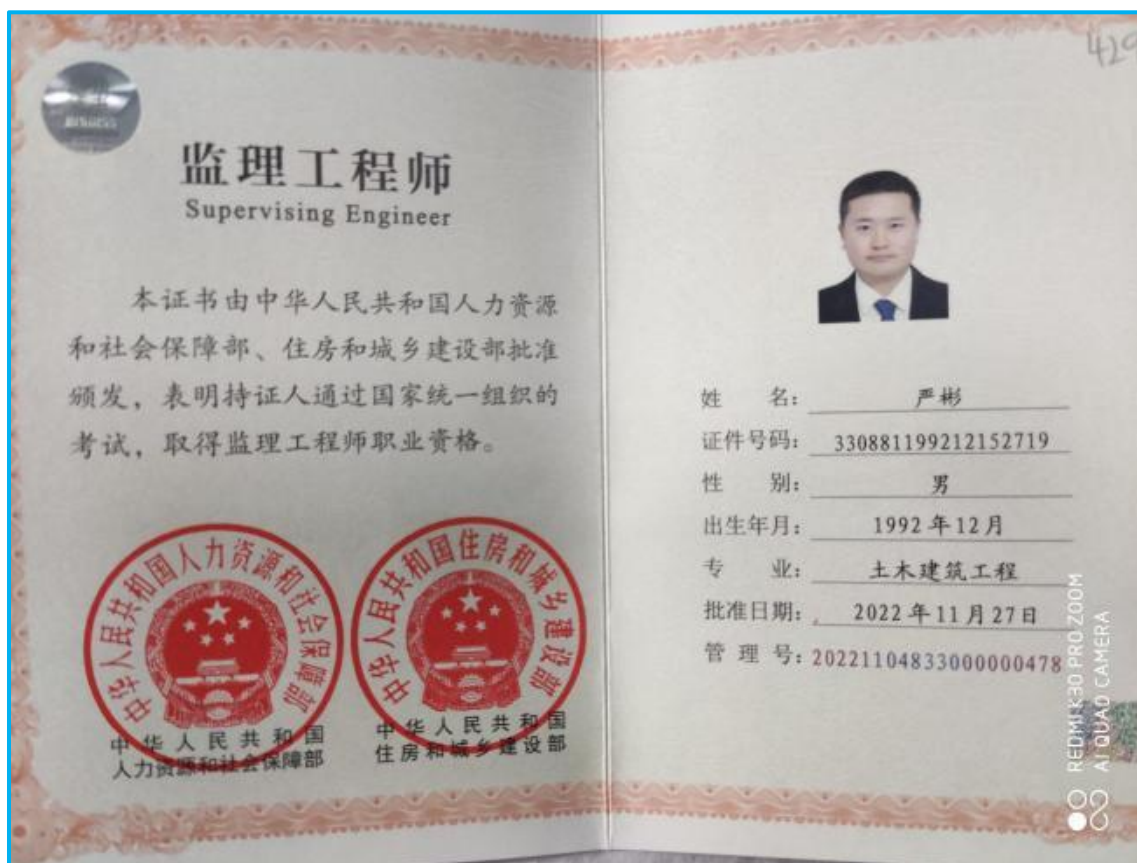 监理工程师
Supervising Engineer
本证书由中华人民共和国人力资源
和社会保障部、住房和城乡建设部批准
颁发，表明持证人通过国家统一组织的
考试，取得监理工程师职业资格。
中华人民共和国人力资源和社会保障部
中华人民共和国
人力资源和社会保障部
中华人民共和国住房和城乡建设部
中华人民共和国
住房和城乡建设部
429
姓 名：严彬
证件号码：330881199212152719
性 别：男
出生年月：1992年12月
专 业：土木建筑工程
批准日期：2022年11月27日
管 理 号：20221104833000000478
REDMI K30 PRO ZOOM
AI QUAD CAMERA